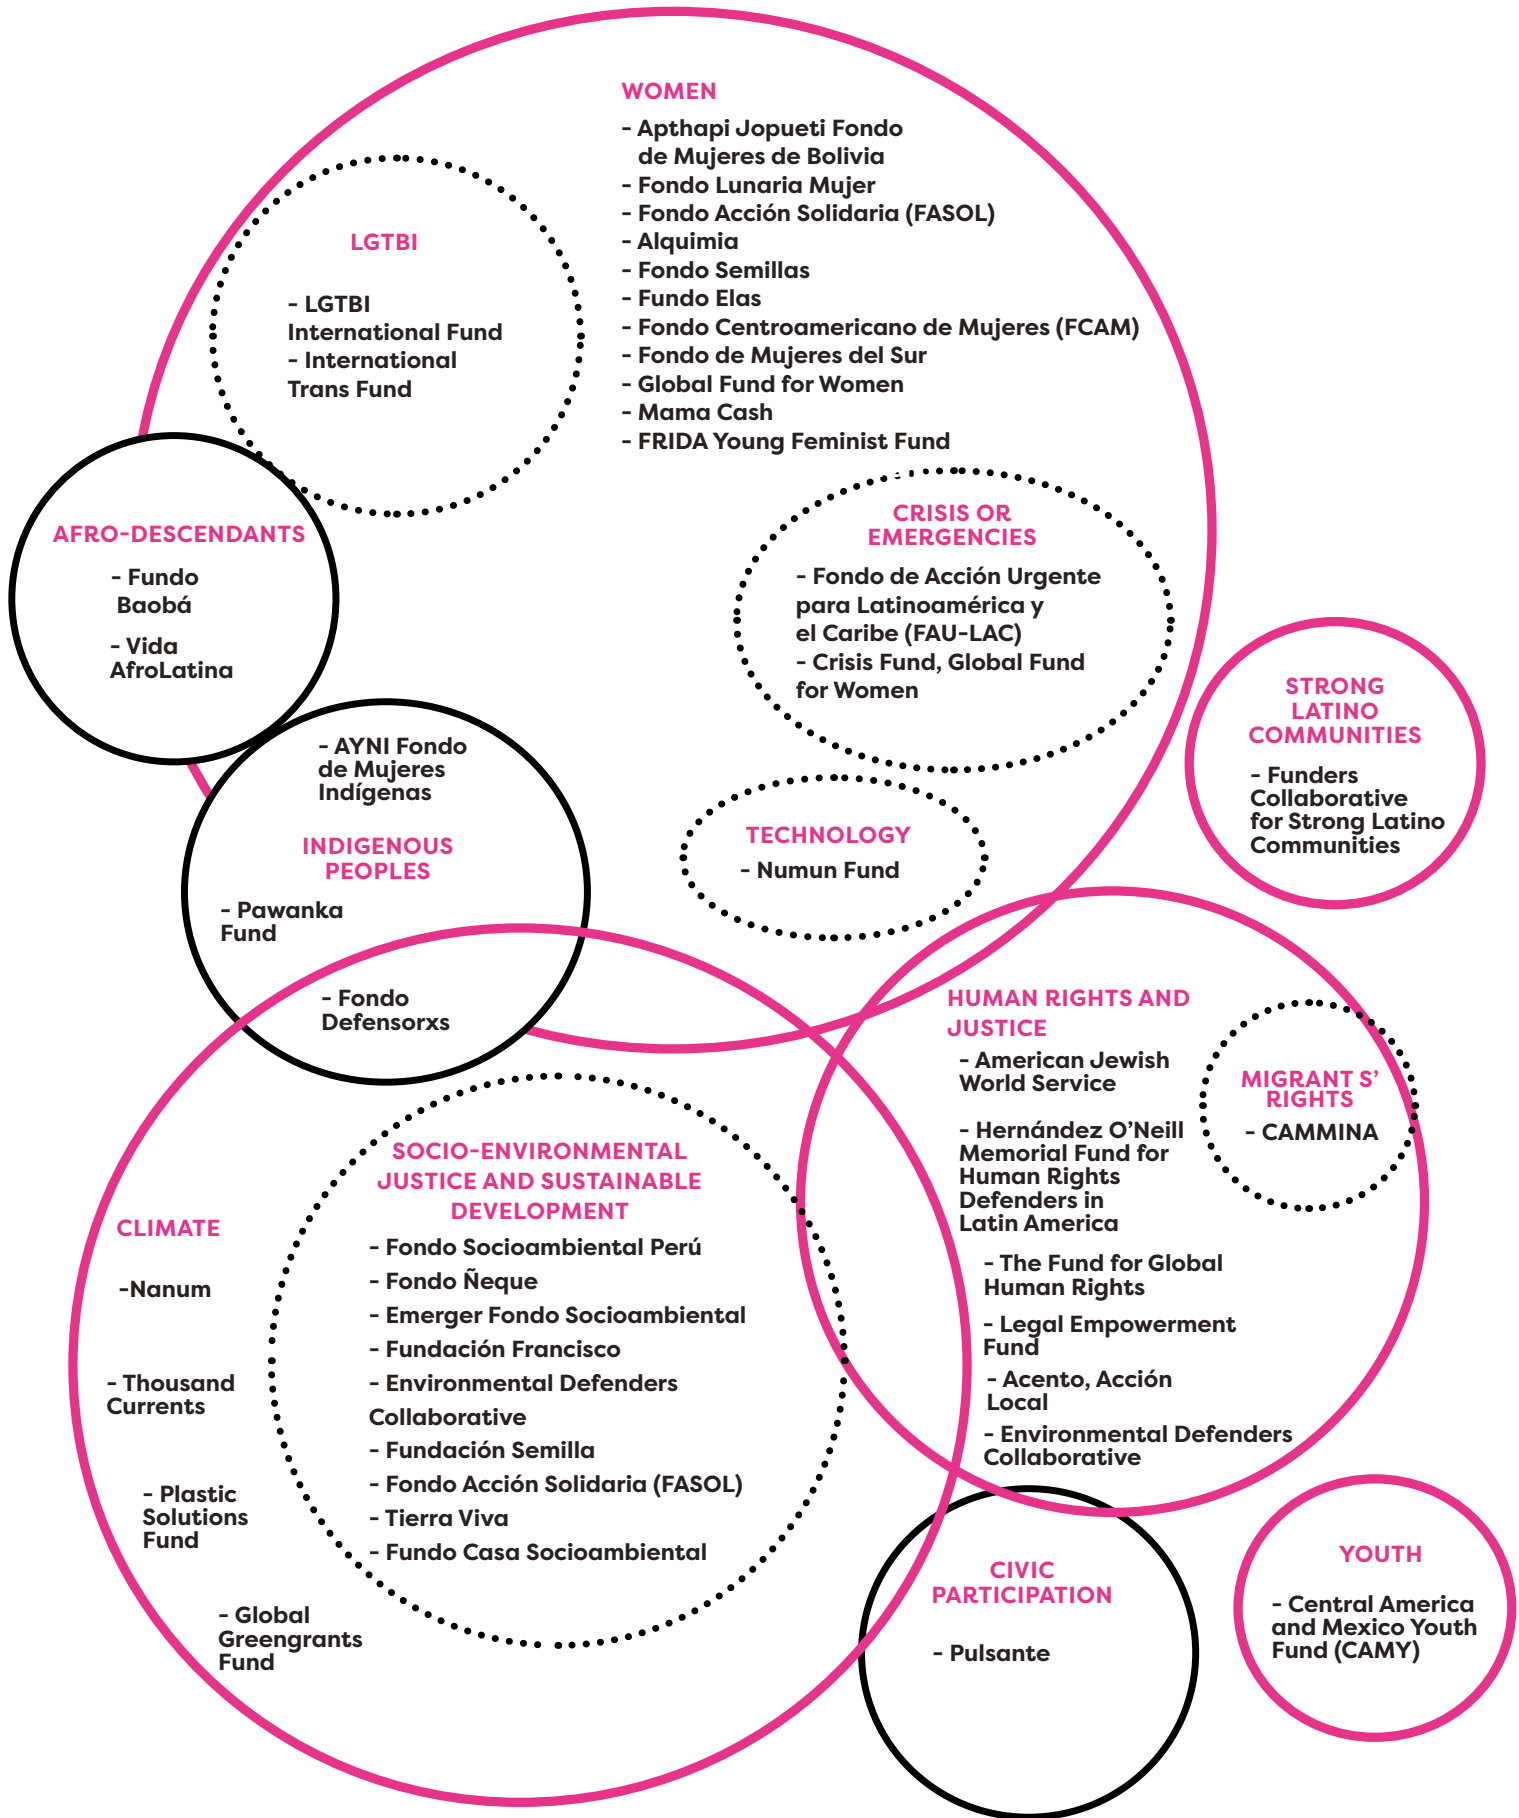 WOMEN
- Apthapi Jopueti Fondo
de Mujeres de Bolivia
- Fondo Lunaria Mujer
- Fondo Acción Solidaria (FASOL)
- Alquimia
- Fondo Semillas
- Fundo Elas
- Fondo Centroamericano de Mujeres (FCAM)
- Fondo de Mujeres del Sur
- Global Fund for Women
- Mama Cash
- FRIDA Young Feminist Fund
LGTBI
- LGTBI
International Fund
- International
Trans Fund
AFRO-DESCENDANTS
- Fundo
Baobá
- Vida
AfroLatina
CRISIS OR
EMERGENCIES
- Fondo de Acción Urgente
para Latinoamérica y
el Caribe (FAU-LAC)
- Crisis Fund, Global Fund
for Women
STRONG
LATINO
COMMUNITIES
- Funders
Collaborative
for Strong Latino
Communities
- AYNI Fondo
de Mujeres
Indígenas
INDIGENOUS
PEOPLES
- Pawanka
Fund
- Fondo
Defensorxs
TECHNOLOGY
- Numun Fund
HUMAN RIGHTS AND
JUSTICE
- American Jewish
World Service
- Hernández O’Neill
Memorial Fund for
Human Rights
Defenders in
Latin America
- The Fund for Global
Human Rights
- Legal Empowerment
Fund
- Acento, Acción
Local
- Environmental Defenders
Collaborative
MIGRANT S’
RIGHTS
- CAMMINA
SOCIO-ENVIRONMENTAL
JUSTICE AND SUSTAINABLE
DEVELOPMENT
- Fondo Socioambiental Perú
- Fondo Ñeque
- Emerger Fondo Socioambiental
- Fundación Francisco
- Environmental Defenders
Collaborative
- Fundación Semilla
- Fondo Acción Solidaria (FASOL)
- Tierra Viva
- Fundo Casa Socioambiental
CLIMATE
-Nanum
- Thousand
Currents
- Plastic
Solutions
Fund
- Global
Greengrants
Fund
CIVIC
PARTICIPATION
- Pulsante
YOUTH
- Central America
and Mexico Youth
Fund (CAMY)